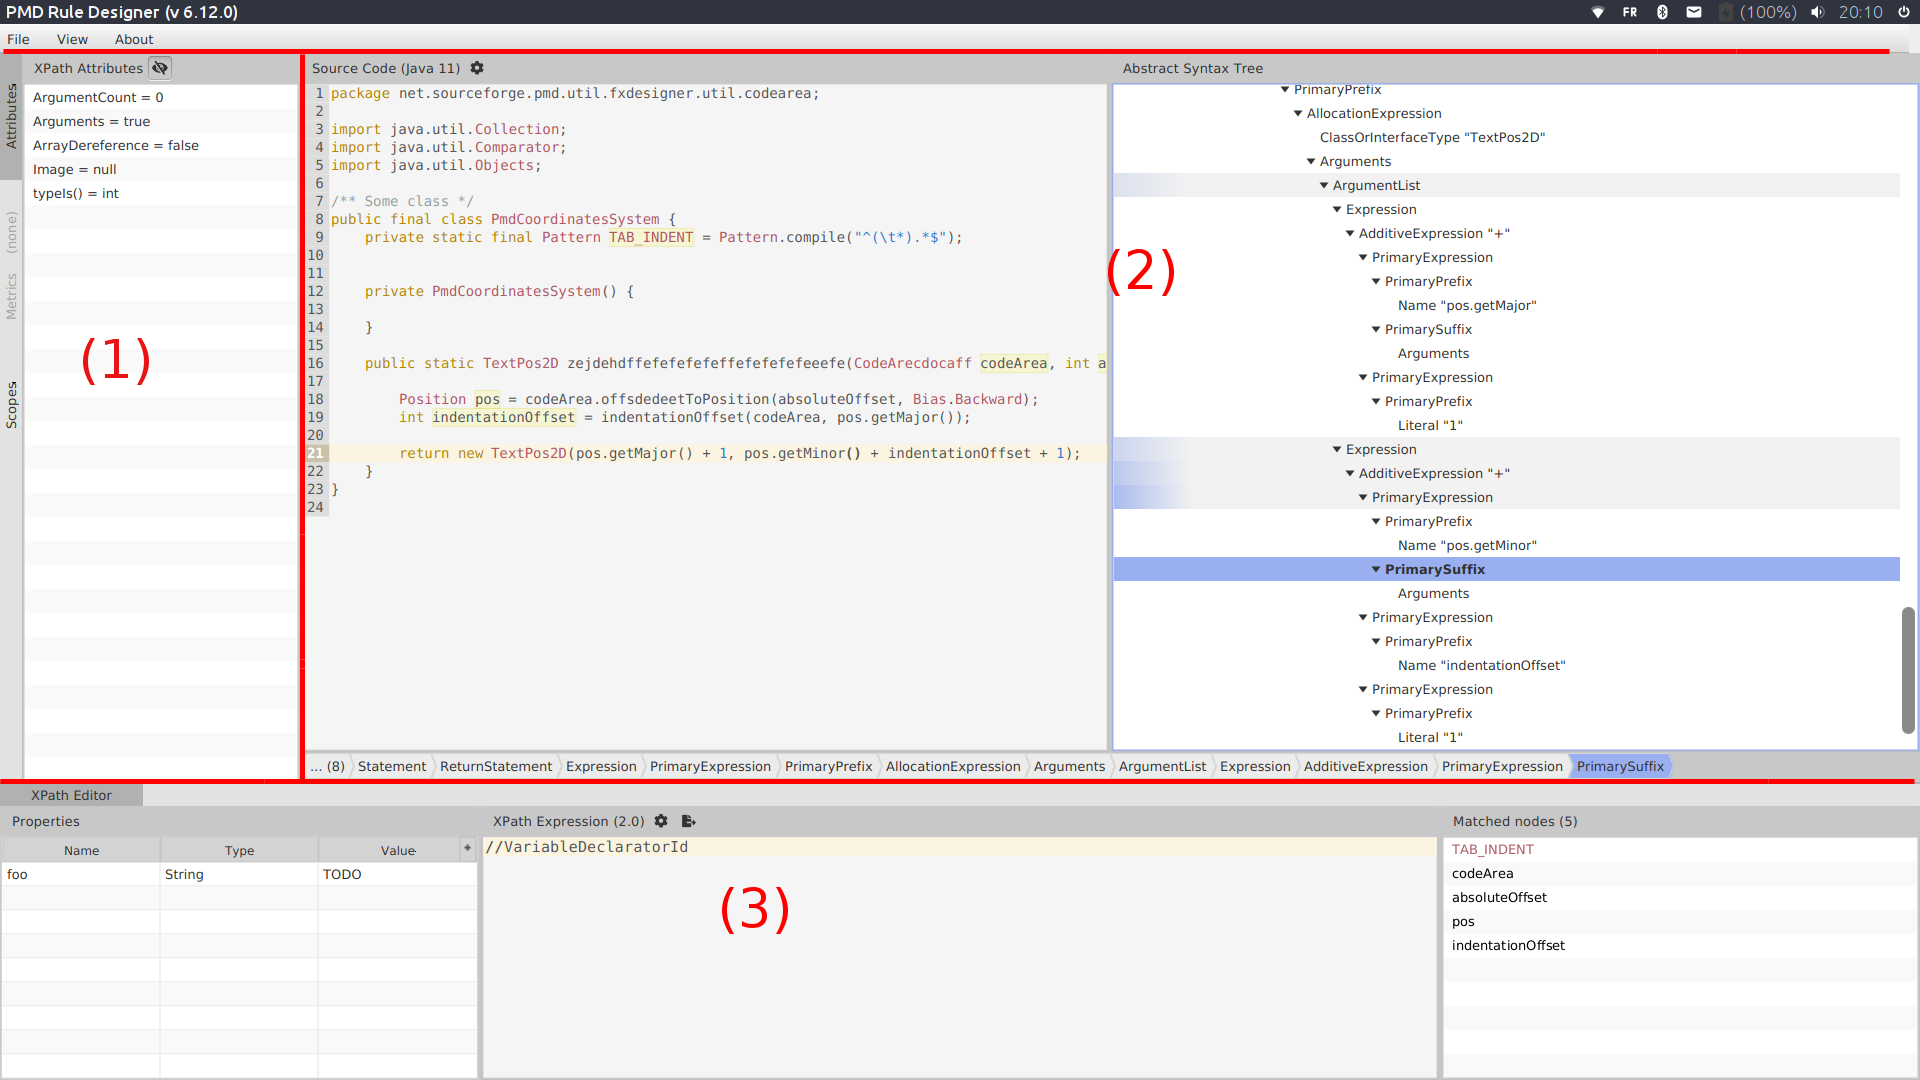 PMD Rule Designer (v 6.12.0)
FR (100%) 20:10
File View About
Attributes
(none)
Metrics
Scopes
XPath Attributes
ArgumentCount = 0
Arguments = true
ArrayDereference = false
Image = null
typeIs() = int
(1)
Source Code (Java 11)
1 package net.sourceforge.pmd.util.fxdesigner.util.codearea;
2
3 import java.util.Collection;
4 import java.util.Comparator;
5 import java.util.Objects;
6
7 /** Some class */
8 public final class PmdCoordinatesSystem {
9     private static final Pattern TAB_INDENT = Pattern.compile("^(\t*).*$");
10
11
12     private PmdCoordinatesSystem() {
13
14     }
15
16     public static TextPos2D zejdehdffefefefefeffefefefefeeefe(CodeArecdocaff codeArea, int a
17
18         Position pos = codeArea.offsdedeetToPosition(absoluteOffset, Bias.Backward);
19         int indentationOffset = indentationOffset(codeArea, pos.getMajor());
20
21         return new TextPos2D(pos.getMajor() + 1, pos.getMinor() + indentationOffset + 1);
22     }
23 }
24
(2)
Abstract Syntax Tree
PrimaryPrefix
AllocationExpression
ClassOrInterfaceType "TextPos2D"
Arguments
ArgumentList
Expression
AdditiveExpression "+"
PrimaryExpression
PrimaryPrefix
Name "pos.getMajor"
PrimarySuffix
Arguments
PrimaryExpression
PrimaryPrefix
Literal "1"
Expression
AdditiveExpression "+"
PrimaryExpression
PrimaryPrefix
Name "pos.getMinor"
PrimarySuffix
Arguments
PrimaryExpression
PrimaryPrefix
Name "indentationOffset"
PrimaryExpression
PrimaryPrefix
Literal "1"
... (8) Statement ReturnStatement Expression PrimaryExpression PrimaryPrefix AllocationExpression Arguments ArgumentList Expression AdditiveExpression PrimaryExpression PrimarySuffix
XPath Editor
Properties
Name Type Value +
foo String TODO
XPath Expression (2.0)
//VariableDeclaratorId
(3)
Matched nodes (5)
TAB_INDENT
codeArea
absoluteOffset
pos
indentationOffset